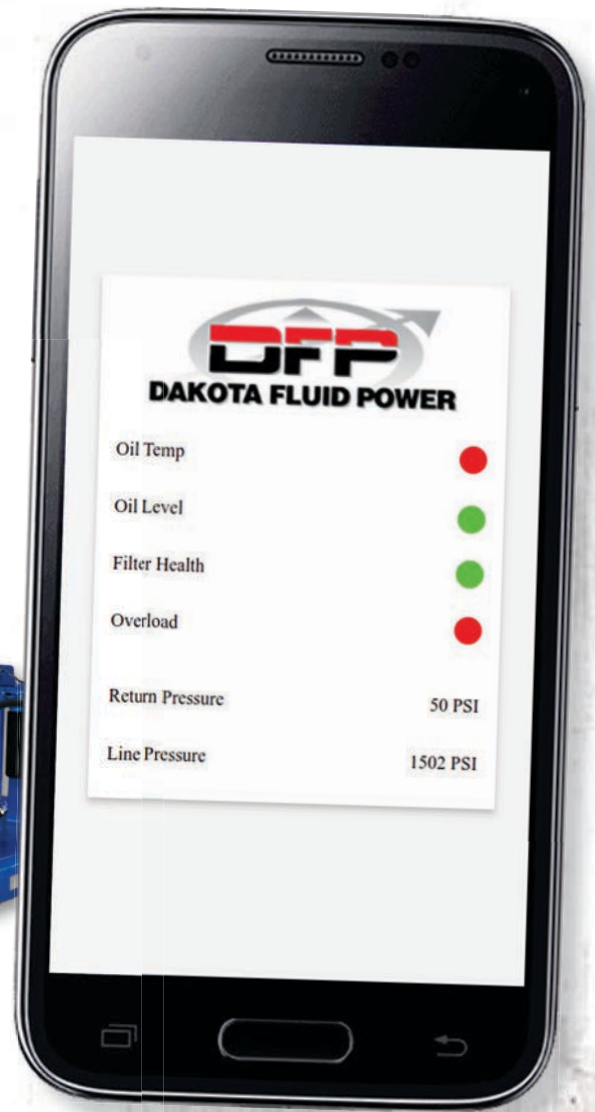 DFP
DAKOTA FLUID POWER
Oil Temp
Oil Level
Filter Health
Overload
Return Pressure 50 PSI
Line Pressure 1502 PSI